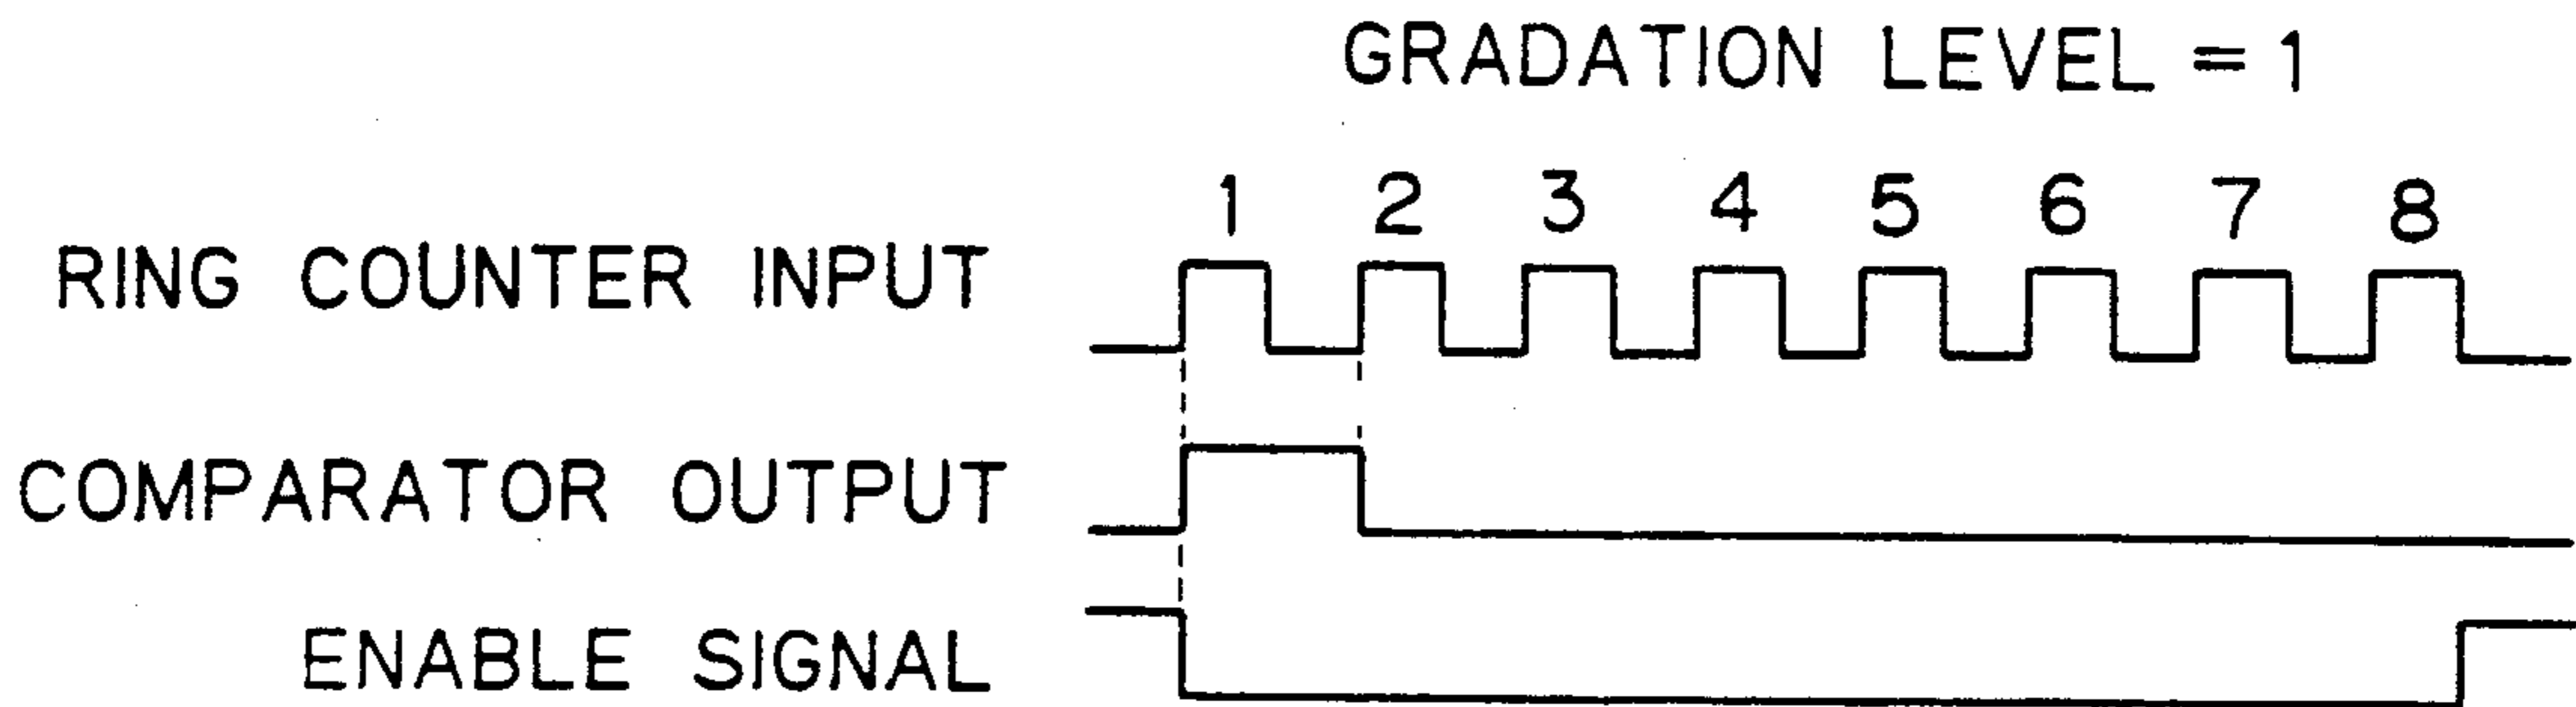 GRADATION LEVEL = 1
1 2 3 4 5 6 7 8
RING COUNTER INPUT
COMPARATOR OUTPUT
ENABLE SIGNAL